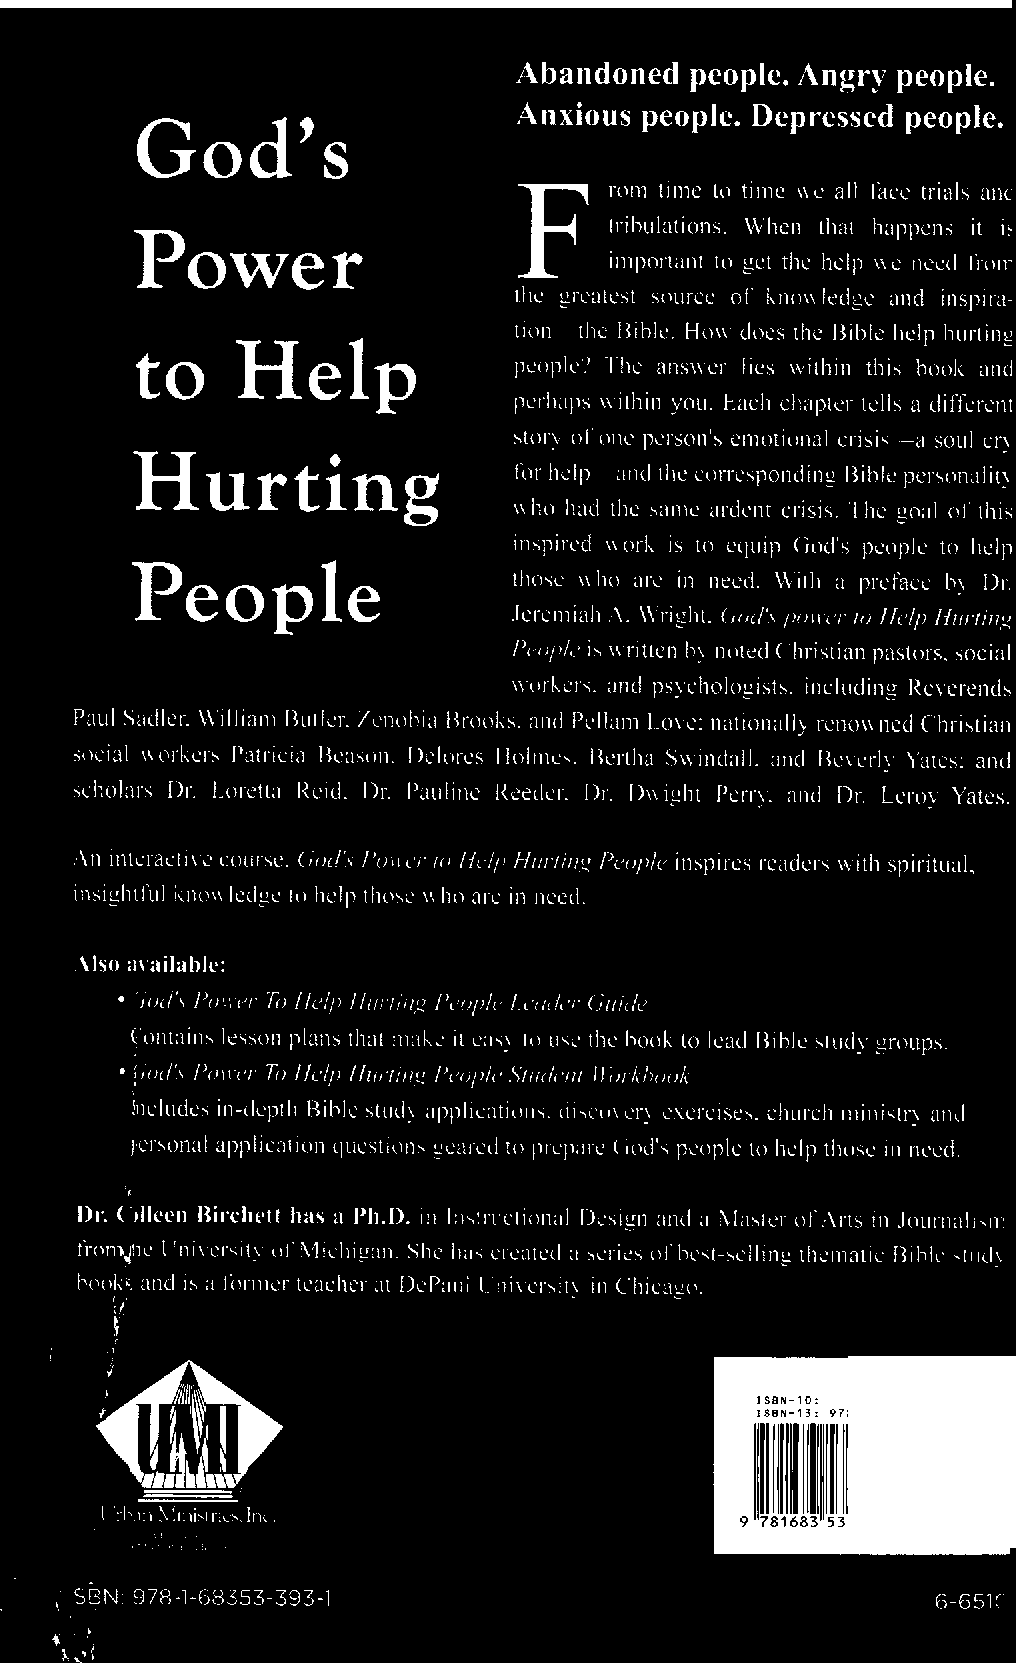 God's
Power
to Help
Hurting
People
Abandoned people. Angry people.
Anxious people. Depressed people.
From time to time we all face trials and
tribulations. When that happens it is
important to get the help we need from
the greatest source of knowledge and inspira-
tion the Bible. How does the Bible help hurting
people? The answer lies within this book and
perhaps within you. Each chapter tells a different
story of one person's emotional crisis —a soul cry
for help and the corresponding Bible personality
who had the same ardent crisis. The goal of this
inspired work is to equip God's people to help
those who are in need. With a preface by Dr.
Jeremiah A. Wright, God's power to Help Hurting
People is written by noted Christian pastors, social
workers, and psychologists, including Reverends
Paul Sadler, William Butler, Zenobia Brooks, and Pellam Love; nationally renowned Christian
social workers Patricia Beason, Delores Holmes, Bertha Swindall, and Beverly Yates; and
scholars Dr. Loretta Reid, Dr. Pauline Reeder, Dr. Dwight Perry, and Dr. Leroy Yates.
An interactive course, God's Power to Help Hurting People inspires readers with spiritual,
insightful knowledge to help those who are in need.
Also available:
• God's Power To Help Hurting People Leader Guide
Contains lesson plans that make it easy to use the book to lead Bible study groups.
• God's Power To Help Hurting People Student Workbook
Includes in-depth Bible study applications, discovery exercises, church ministry and
personal application questions geared to prepare God's people to help those in need.
Dr. Colleen Birchett has a Ph.D. in Instructional Design and a Master of Arts in Journalism
from the University of Michigan. She has created a series of best-selling thematic Bible study
books and is a former teacher at DePaul University in Chicago.
UMI
Urban Ministries, Inc.
ISBN-10:
ISBN-13: 97
9 781683 53
ISBN: 978-1-68353-393-1
6-651